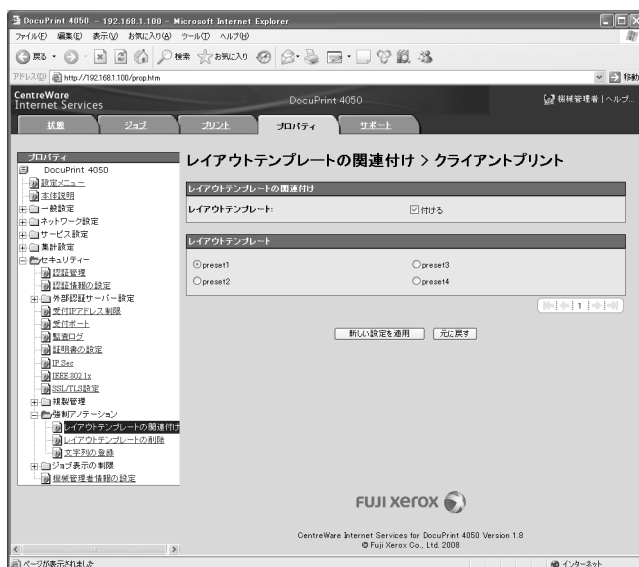 DocuPrint 4050 - 192.168.1.100 - Microsoft Internet Explorer
ファイル(F) 編集(E) 表示(V) お気に入り(A) ツール(T) ヘルプ(H)
戻る 検索 お気に入り
アドレス(D) http://192.168.1.100/prop.htm 移動
CentreWare
Internet Services
DocuPrint 4050
機械管理者 | ヘルプ...
状態 ジョブ プリント プロパティ サポート
プロパティ
DocuPrint 4050
設定メニュー
本体説明
一般設定
ネットワーク設定
サービス設定
集計設定
セキュリティー
認証管理
認証情報の設定
外部認証サーバー設定
受付IPアドレス制限
受付ポート
監査ログ
証明書の設定
IP Sec
IEEE 802.1x
SSL/TLS設定
複製管理
強制アノテーション
レイアウトテンプレートの関連付け
レイアウトテンプレートの削除
文字列の登録
ジョブ表示の制限
機械管理者情報の設定
レイアウトテンプレートの関連付け > クライアントプリント
レイアウトテンプレートの関連付け
レイアウトテンプレート: 付ける
レイアウトテンプレート
preset1 preset3
preset2 preset4
1
新しい設定を適用 元に戻す
FUJI XEROX
CentreWare Internet Services for DocuPrint 4050 Version 1.8
© Fuji Xerox Co., Ltd. 2008
ページが表示されました インターネット